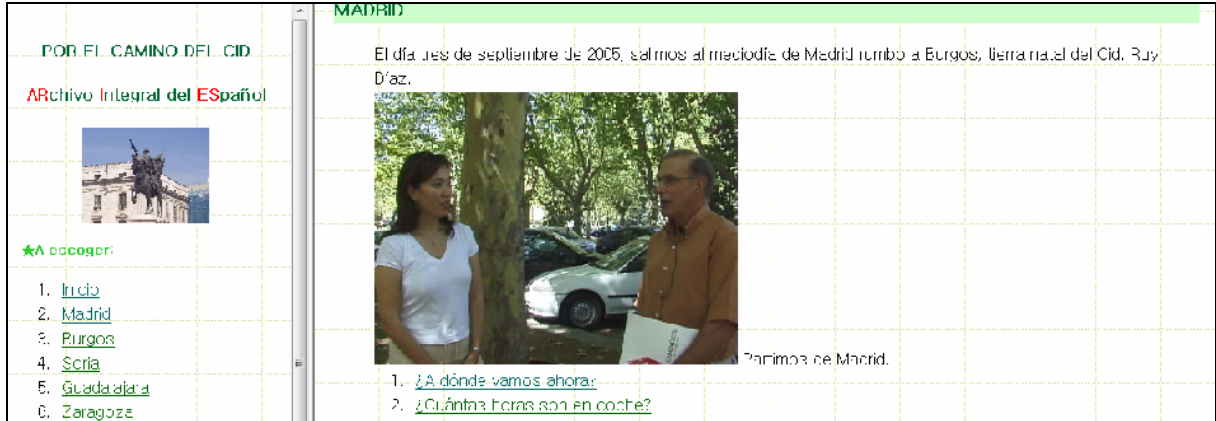 POR EL CAMINO DEL CID
ARchivo Integral del ESpañol
★A escoger:
1. Inicio
2. Madrid
3. Burgos
4. Soria
5. Guadalajara
6. Zaragoza
MADRID
El día tres de septiembre de 2005, salimos al mediodía de Madrid rumbo a Burgos, tierra natal del Cid, Ruy
Díaz.
Partimos de Madrid.
1. ¿A dónde vamos ahora?
2. ¿Cuántas horas son en coche?